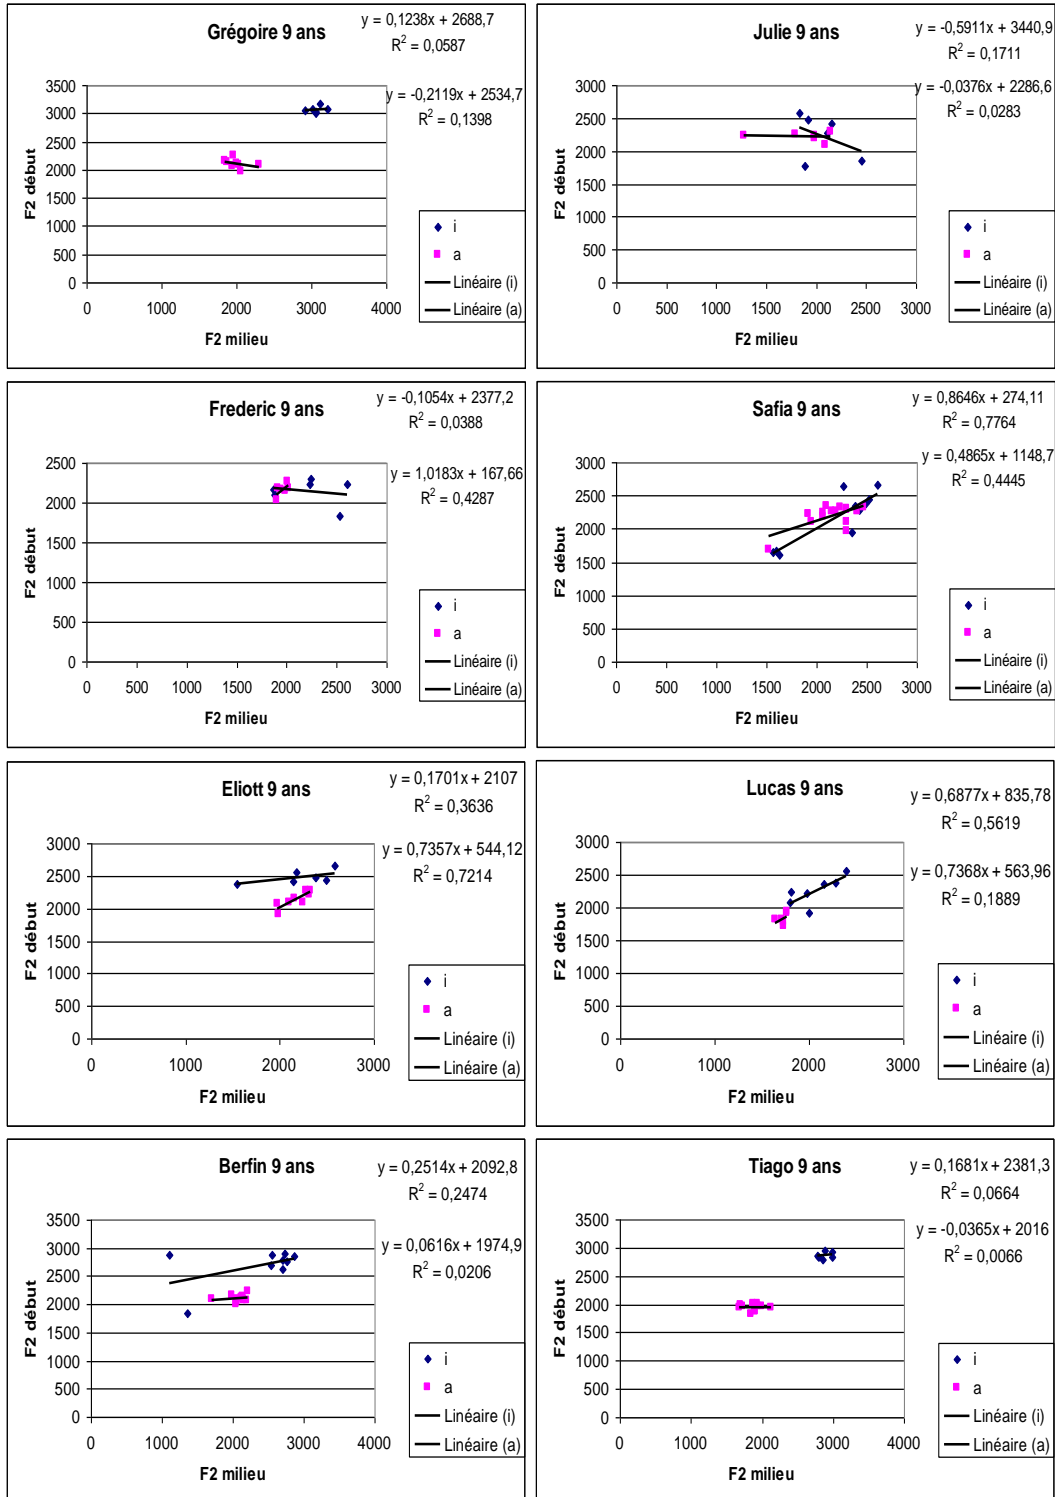 Grégoire 9 ans
y = 0,1238x + 2688,7
R² = 0,0587
y = -0,2119x + 2534,7
R² = 0,1398
3500
3000
2500
2000
1500
1000
500
0
0 1000 2000 3000 4000
F2 début
F2 milieu
i
a
Linéaire (i)
Linéaire (a)
Julie 9 ans
y = -0,5911x + 3440,9
R² = 0,1711
y = -0,0376x + 2286,6
R² = 0,0283
3000
2500
2000
1500
1000
500
0
0 500 1000 1500 2000 2500 3000
F2 début
F2 milieu
i
a
Linéaire (i)
Linéaire (a)
Frederic 9 ans
y = -0,1054x + 2377,2
R² = 0,0388
y = 1,0183x + 167,66
R² = 0,4287
2500
2000
1500
1000
500
0
0 500 1000 1500 2000 2500 3000
F2 début
F2 milieu
i
a
Linéaire (i)
Linéaire (a)
Safia 9 ans
y = 0,8646x + 274,11
R² = 0,7764
y = 0,4865x + 1148,7
R² = 0,4445
3000
2500
2000
1500
1000
500
0
0 500 1000 1500 2000 2500 3000
F2 début
F2 milieu
i
a
Linéaire (i)
Linéaire (a)
Eliott 9 ans
y = 0,1701x + 2107
R² = 0,3636
y = 0,7357x + 544,12
R² = 0,7214
3000
2500
2000
1500
1000
500
0
0 1000 2000 3000
F2 début
F2 milieu
i
a
Linéaire (i)
Linéaire (a)
Lucas 9 ans
y = 0,6877x + 835,78
R² = 0,5619
y = 0,7368x + 563,96
R² = 0,1889
3000
2500
2000
1500
1000
500
0
0 1000 2000 3000
F2 début
F2 milieu
i
a
Linéaire (i)
Linéaire (a)
Berfin 9 ans
y = 0,2514x + 2092,8
R² = 0,2474
y = 0,0616x + 1974,9
R² = 0,0206
3500
3000
2500
2000
1500
1000
500
0
0 1000 2000 3000 4000
F2 début
F2 milieu
i
a
Linéaire (i)
Linéaire (a)
Tiago 9 ans
y = 0,1681x + 2381,3
R² = 0,0664
y = -0,0365x + 2016
R² = 0,0066
3500
3000
2500
2000
1500
1000
500
0
0 1000 2000 3000 4000
F2 début
F2 milieu
i
a
Linéaire (i)
Linéaire (a)